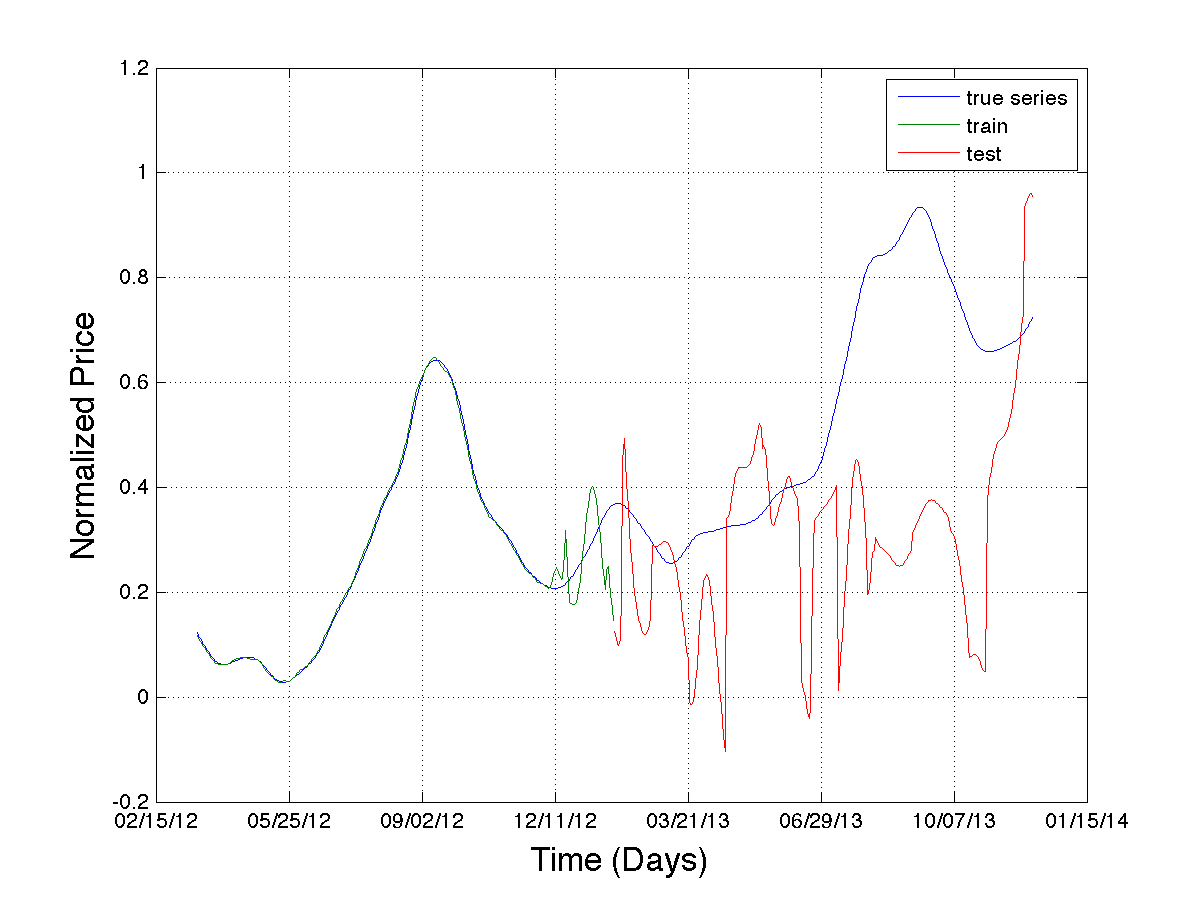 1.2
true series
train
test
1
0.8
0.6
Normalized Price
0.4
0.2
0
-0.2
02/15/12 05/25/12 09/02/12 12/11/12 03/21/13 06/29/13 10/07/13 01/15/14
Time (Days)